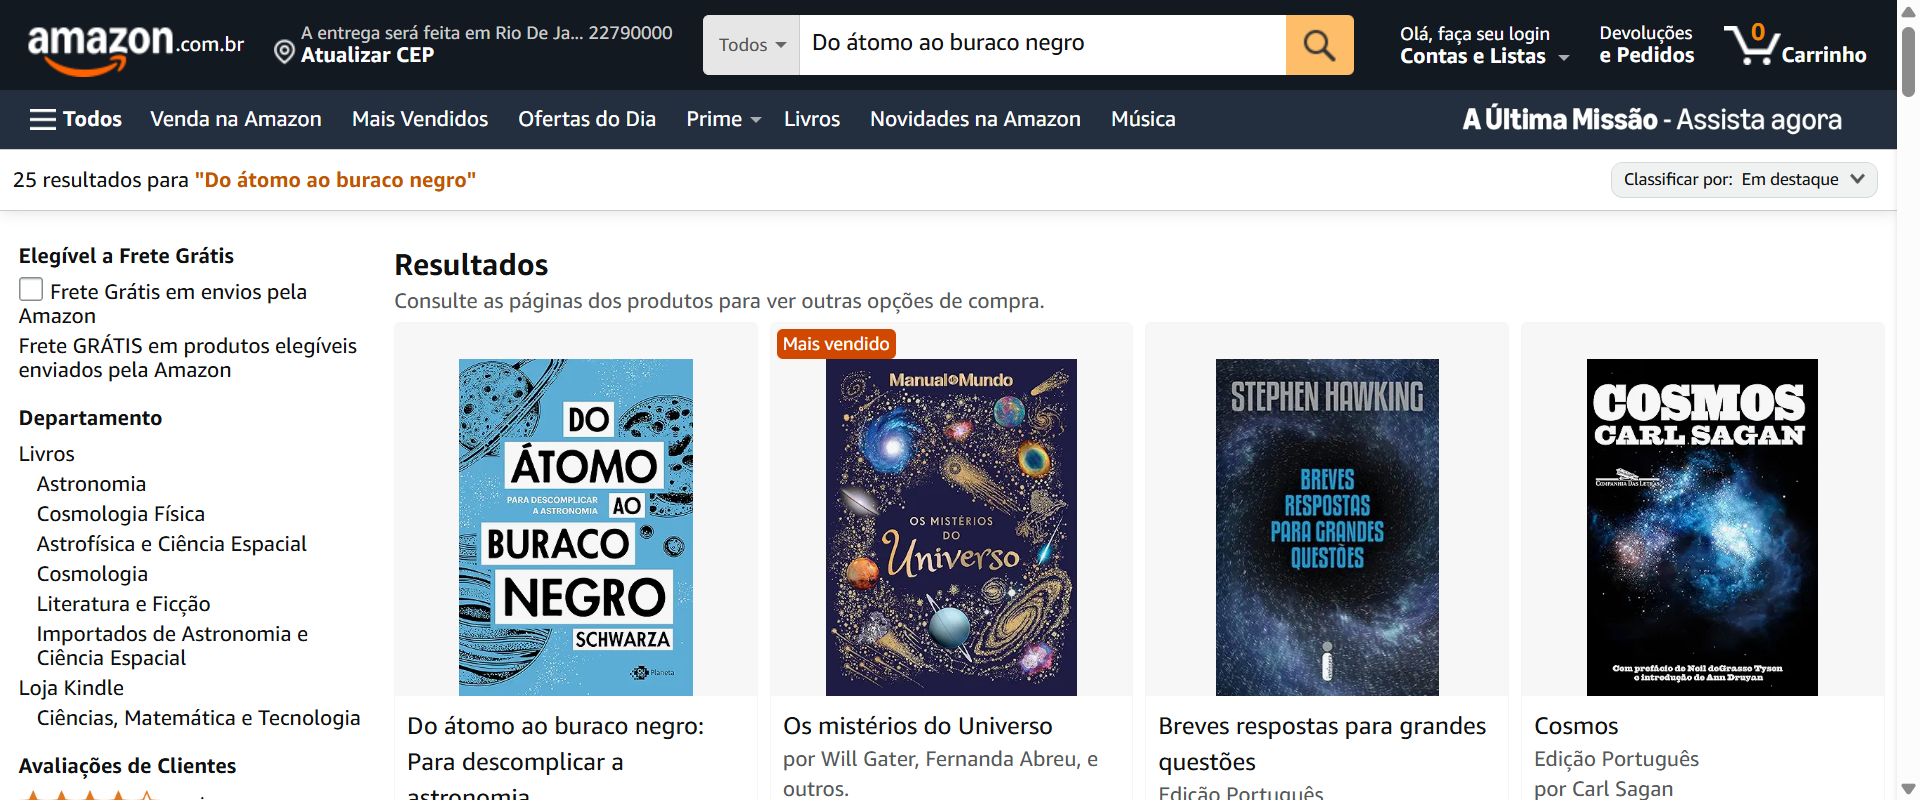 amazon.com.br
A entrega será feita em Rio De Ja... 22790000
Atualizar CEP
Todos
Do átomo ao buraco negro
Olá, faça seu login
Contas e Listas
Devoluções
e Pedidos
0
Carrinho
Todos
Venda na Amazon
Mais Vendidos
Ofertas do Dia
Prime
Livros
Novidades na Amazon
Música
A Última Missão - Assista agora
25 resultados para "Do átomo ao buraco negro"
Classificar por: Em destaque
Elegível a Frete Grátis
Frete Grátis em envios pela
Amazon
Frete GRÁTIS em produtos elegíveis
enviados pela Amazon
Departamento
Livros
Astronomia
Cosmologia Física
Astrofísica e Ciência Espacial
Cosmologia
Literatura e Ficção
Importados de Astronomia e
Ciência Espacial
Loja Kindle
Ciências, Matemática e Tecnologia
Avaliações de Clientes
Resultados
Consulte as páginas dos produtos para ver outras opções de compra.
DO
ÁTOMO
PARA DESCOMPLICAR
A ASTRONOMIA
AO
BURACO
NEGRO
SCHWARZA
Planeta
Do átomo ao buraco negro:
Para descomplicar a
astronomia
Mais vendido
Manual do Mundo
OS MISTÉRIOS
DO
Universo
Os mistérios do Universo
por Will Gater, Fernanda Abreu, e
outros.
STEPHEN HAWKING
BREVES
RESPOSTAS
PARA GRANDES
QUESTÕES
Breves respostas para grandes
questões
Edição Português
COSMOS
CARL SAGAN
COMPANHIA DAS LETRAS
Com prefácio de Neil deGrasse Tyson
e introdução de Ann Druyan
Cosmos
Edição Português
por Carl Sagan